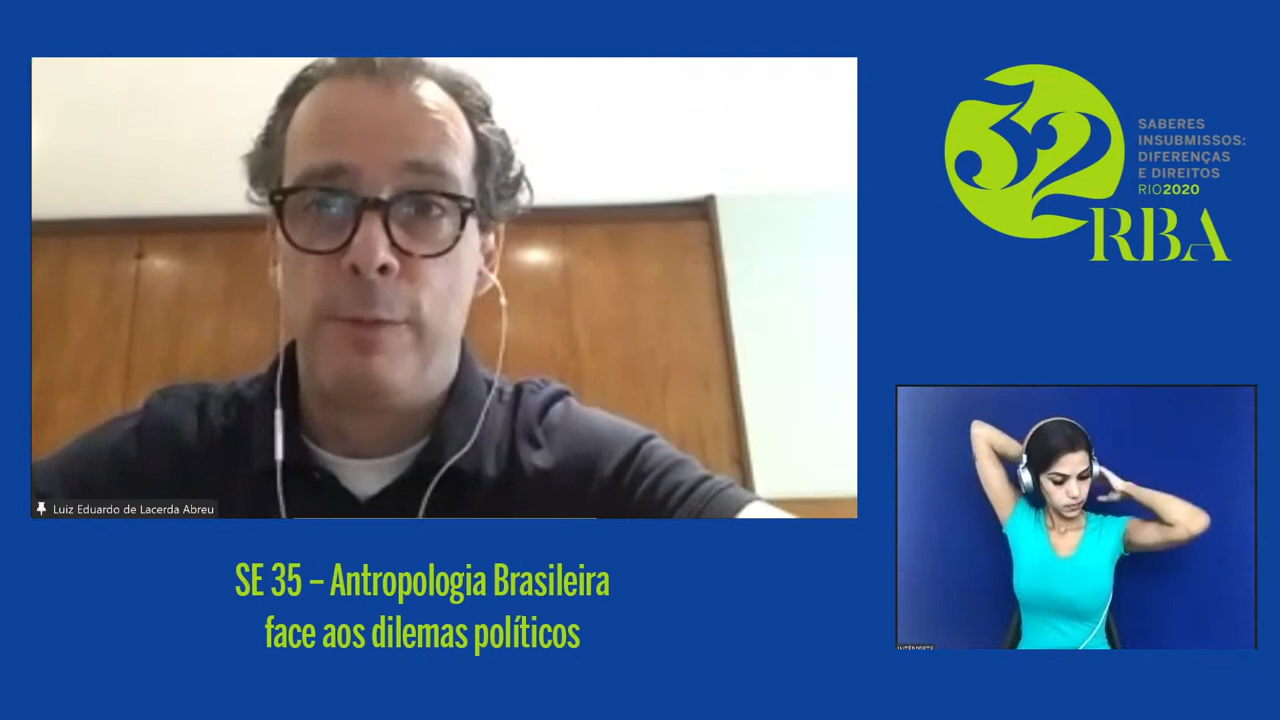 32
RBA
SABERES
INSUBMISSOS:
DIFERENÇAS
E DIREITOS
RIO2020
Luiz Eduardo de Lacerda Abreu
SE 35 – Antropologia Brasileira
face aos dilemas políticos